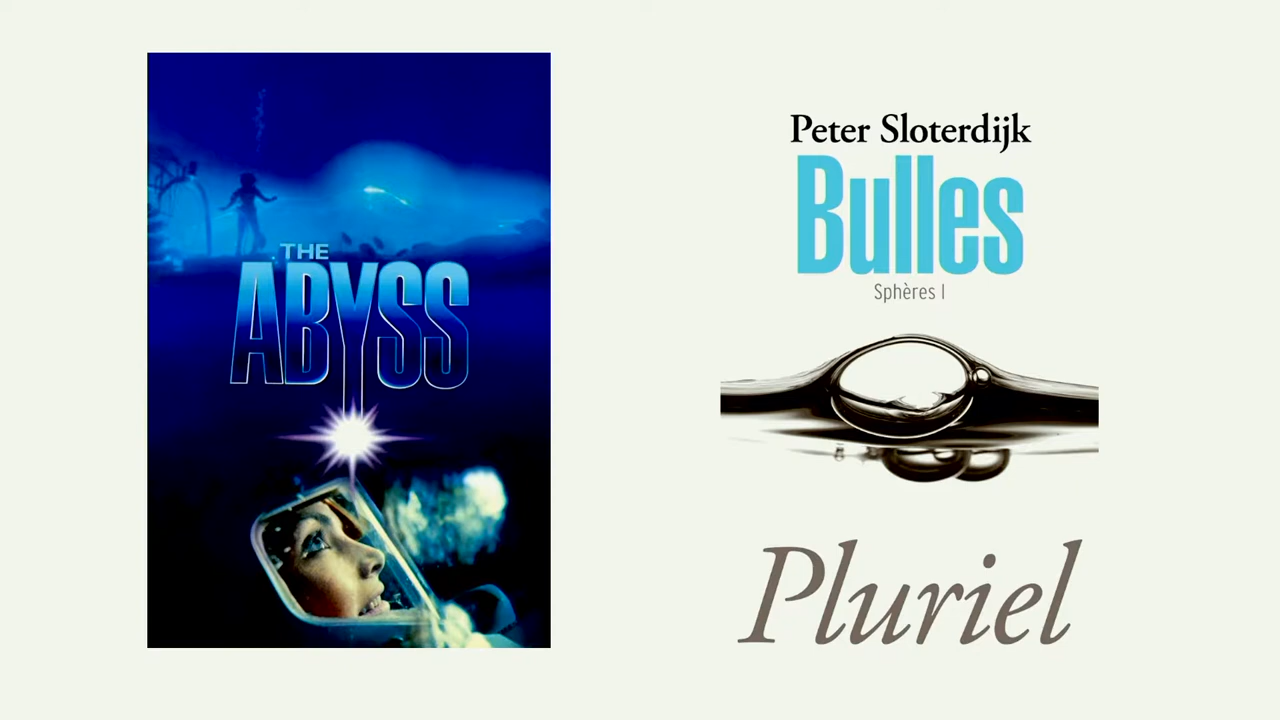 THE
ABYSS
Peter Sloterdijk
Bulles
Sphères I
Pluriel